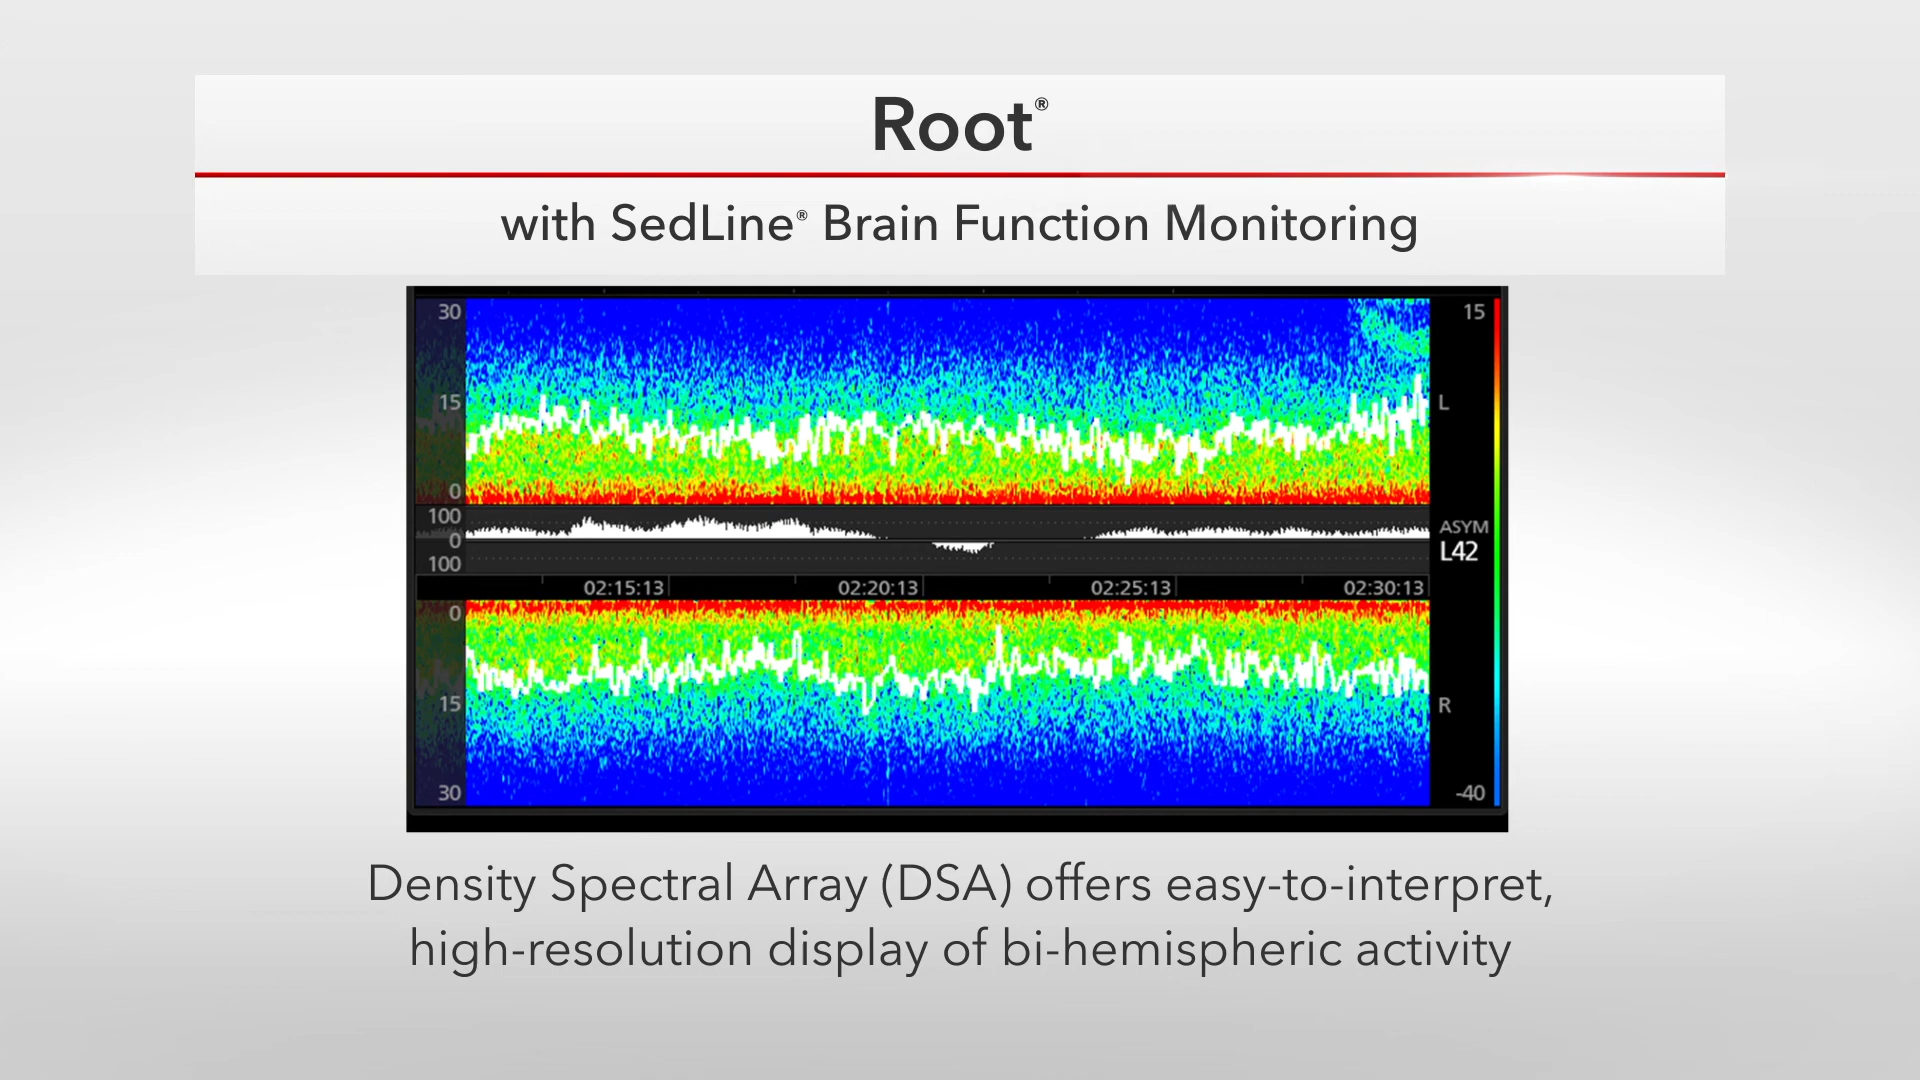 Root®
with SedLine® Brain Function Monitoring
30
15
15
L
0
100
0
ASYM
100
L42
02:15:13 02:20:13 02:25:13 02:30:13
0
15
R
30
-40
Density Spectral Array (DSA) offers easy-to-interpret,
high-resolution display of bi-hemispheric activity